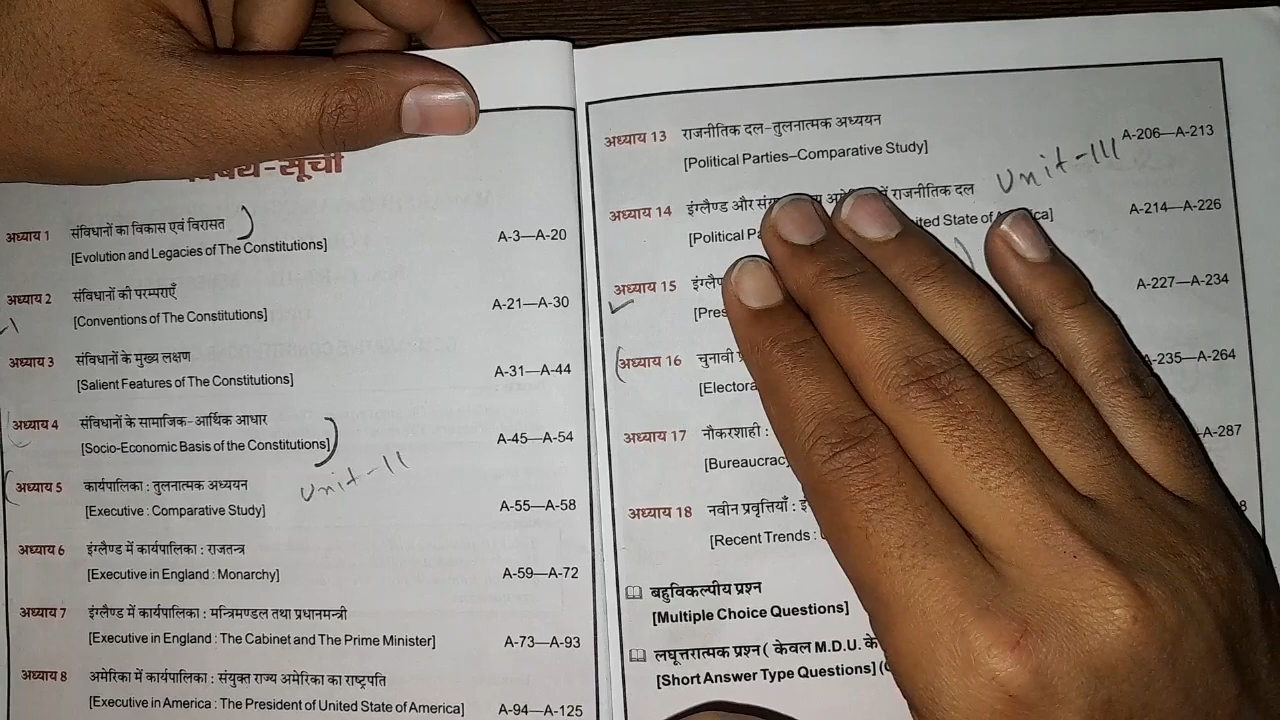 विषय-सूची
अध्याय 1 संविधानों का विकास एवं विरासत
[Evolution and Legacies of The Constitutions] A-3—A-20
अध्याय 2 संविधानों की परम्पराएँ
[Conventions of The Constitutions] A-21—A-30
अध्याय 3 संविधानों के मुख्य लक्षण
[Salient Features of The Constitutions] A-31—A-44
अध्याय 4 संविधानों के सामाजिक-आर्थिक आधार
[Socio-Economic Basis of the Constitutions] A-45—A-54
Unit-II
अध्याय 5 कार्यपालिका : तुलनात्मक अध्ययन
[Executive : Comparative Study] A-55—A-58
अध्याय 6 इंग्लैण्ड में कार्यपालिका : राजतन्त्र
[Executive in England : Monarchy] A-59—A-72
अध्याय 7 इंग्लैण्ड में कार्यपालिका : मन्त्रिमण्डल तथा प्रधानमन्त्री
[Executive in England : The Cabinet and The Prime Minister] A-73—A-93
अध्याय 8 अमेरिका में कार्यपालिका : संयुक्त राज्य अमेरिका का राष्ट्रपति
[Executive in America : The President of United State of America] A-94—A-125
अध्याय 13 राजनीतिक दल-तुलनात्मक अध्ययन
[Political Parties–Comparative Study] A-206—A-213
Unit-III
अध्याय 14 इंग्लैण्ड और में राजनीतिक दल
[Political State of A-214—A-226
अध्याय 15 A-227—A-234
अध्याय 16 चुनावी A-235—A-264
अध्याय 17 नौकरशाही : A-287
[Bureaucracy
अध्याय 18 नवीन प्रवृत्तियाँ :
[Recent Trends :
बहुविकल्पीय प्रश्न
[Multiple Choice Questions]
लघूत्तरात्मक प्रश्न ( केवल M.D.U. के
[Short Answer Type Questions]